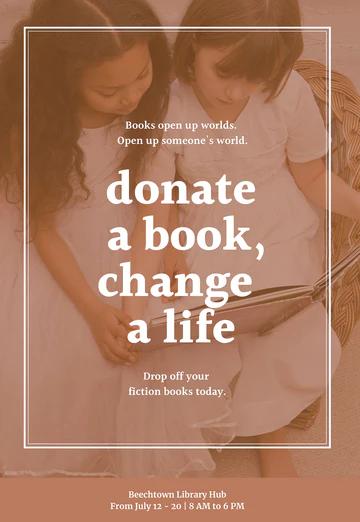 Books open up worlds.
Open up someone's world.
donate
a book,
change
a life
Drop off your
fiction books today.
Beechtown Library Hub
From July 12 - 20 | 8 AM to 6 PM